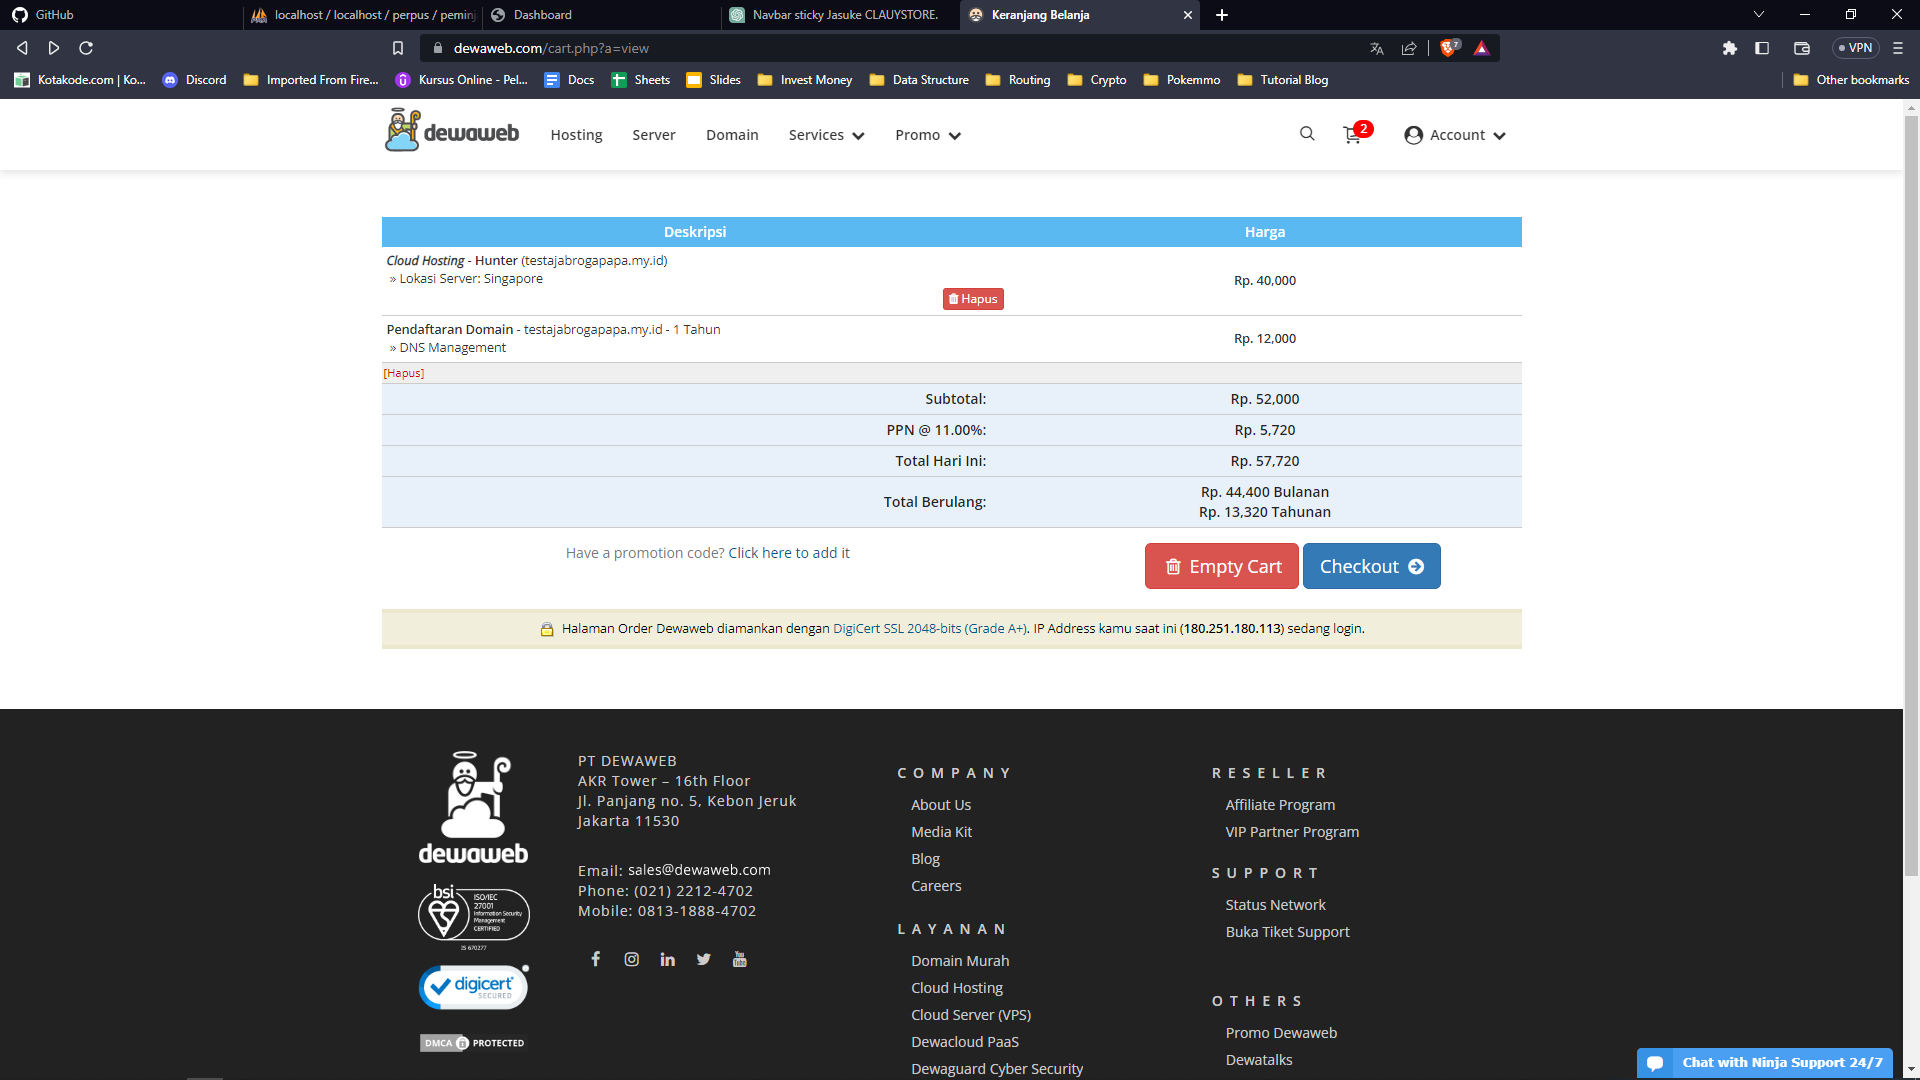 GitHub
localhost / localhost / perpus / pemin
Dashboard
Navbar sticky Jasuke CLAUYSTORE.
Keranjang Belanja
dewaweb.com/cart.php?a=view
7
VPN
Kotakode.com | Ko...
Discord
Imported From Fire...
Kursus Online - Pel...
Docs
Sheets
Slides
Invest Money
Data Structure
Routing
Crypto
Pokemmo
Tutorial Blog
Other bookmarks
dewaweb
Hosting
Server
Domain
Services
Promo
2
Account
Deskripsi
Harga
Cloud Hosting - Hunter (testajabrogapapa.my.id)
» Lokasi Server: Singapore
Hapus
Rp. 40,000
Pendaftaran Domain - testajabrogapapa.my.id - 1 Tahun
» DNS Management
Rp. 12,000
[Hapus]
Subtotal: Rp. 52,000
PPN @ 11.00%: Rp. 5,720
Total Hari Ini: Rp. 57,720
Total Berulang: Rp. 44,400 Bulanan
Rp. 13,320 Tahunan
Have a promotion code? Click here to add it
Empty Cart
Checkout
Halaman Order Dewaweb diamankan dengan DigiCert SSL 2048-bits (Grade A+). IP Address kamu saat ini (180.251.180.113) sedang login.
dewaweb
bsi
ISO/IEC
27001
Information Security
Management
CERTIFIED
IS 670277
digicert
SECURED
DMCA PROTECTED
PT DEWAWEB
AKR Tower – 16th Floor
Jl. Panjang no. 5, Kebon Jeruk
Jakarta 11530
Email: sales@dewaweb.com
Phone: (021) 2212-4702
Mobile: 0813-1888-4702
You
Tube
COMPANY
About Us
Media Kit
Blog
Careers
LAYANAN
Domain Murah
Cloud Hosting
Cloud Server (VPS)
Dewacloud PaaS
Dewaguard Cyber Security
RESELLER
Affiliate Program
VIP Partner Program
SUPPORT
Status Network
Buka Tiket Support
OTHERS
Promo Dewaweb
Dewatalks
Chat with Ninja Support 24/7